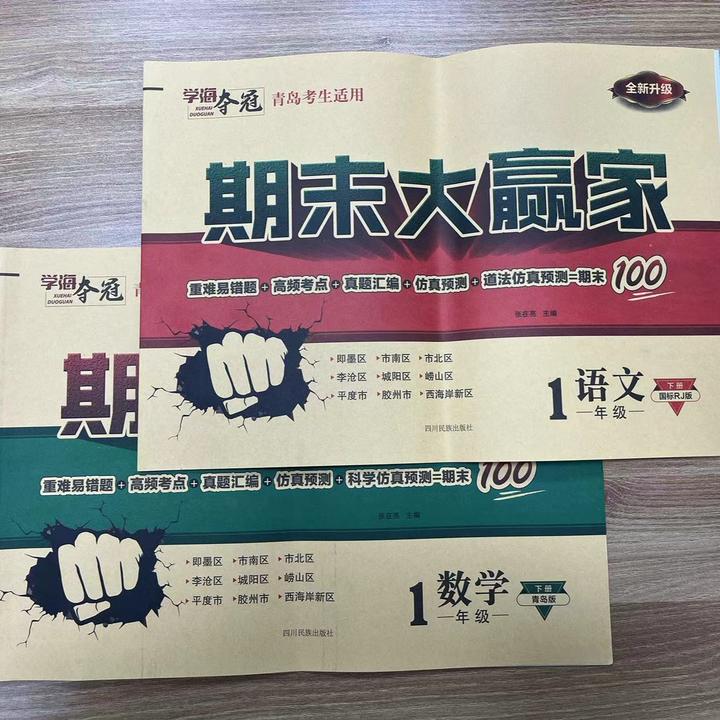 学海夺冠
XUEHAI
DUOGUAN
青岛考生适用
全新升级
期末大赢家
重难易错题+高频考点+真题汇编+仿真预测+道法仿真预测=期末100
张在亮 主编
即墨区 市南区 市北区
李沧区 城阳区 崂山区
平度市 胶州市 西海岸新区
1语文
年级
下册
国标RJ版
四川民族出版社
学海夺冠
XUEHAI
DUOGUAN
青
期
重难易错题+高频考点+真题汇编+仿真预测+科学仿真预测=期末100
张在亮 主编
即墨区 市南区 市北区
李沧区 城阳区 崂山区
平度市 胶州市 西海岸新区
1数学
年级
下册
青岛版
四川民族出版社